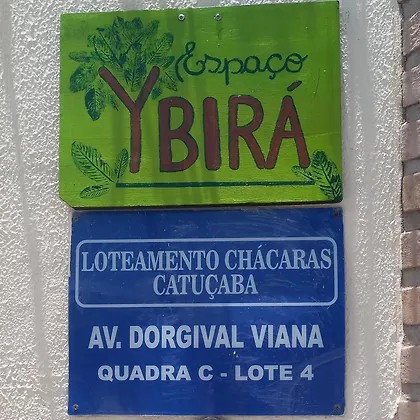 Espaço
YBIRÁ
LOTEAMENTO CHÁCARAS
CATUÇABA
AV. DORGIVAL VIANA
QUADRA C - LOTE 4